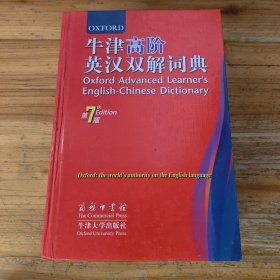 OXFORD
牛津高阶
英汉双解词典
Oxford Advanced Learner's
English-Chinese Dictionary
第7版
th Edition
Oxford: the world's authority on the English language
商务印书馆
The Commercial Press
牛津大学出版社
Oxford University Press